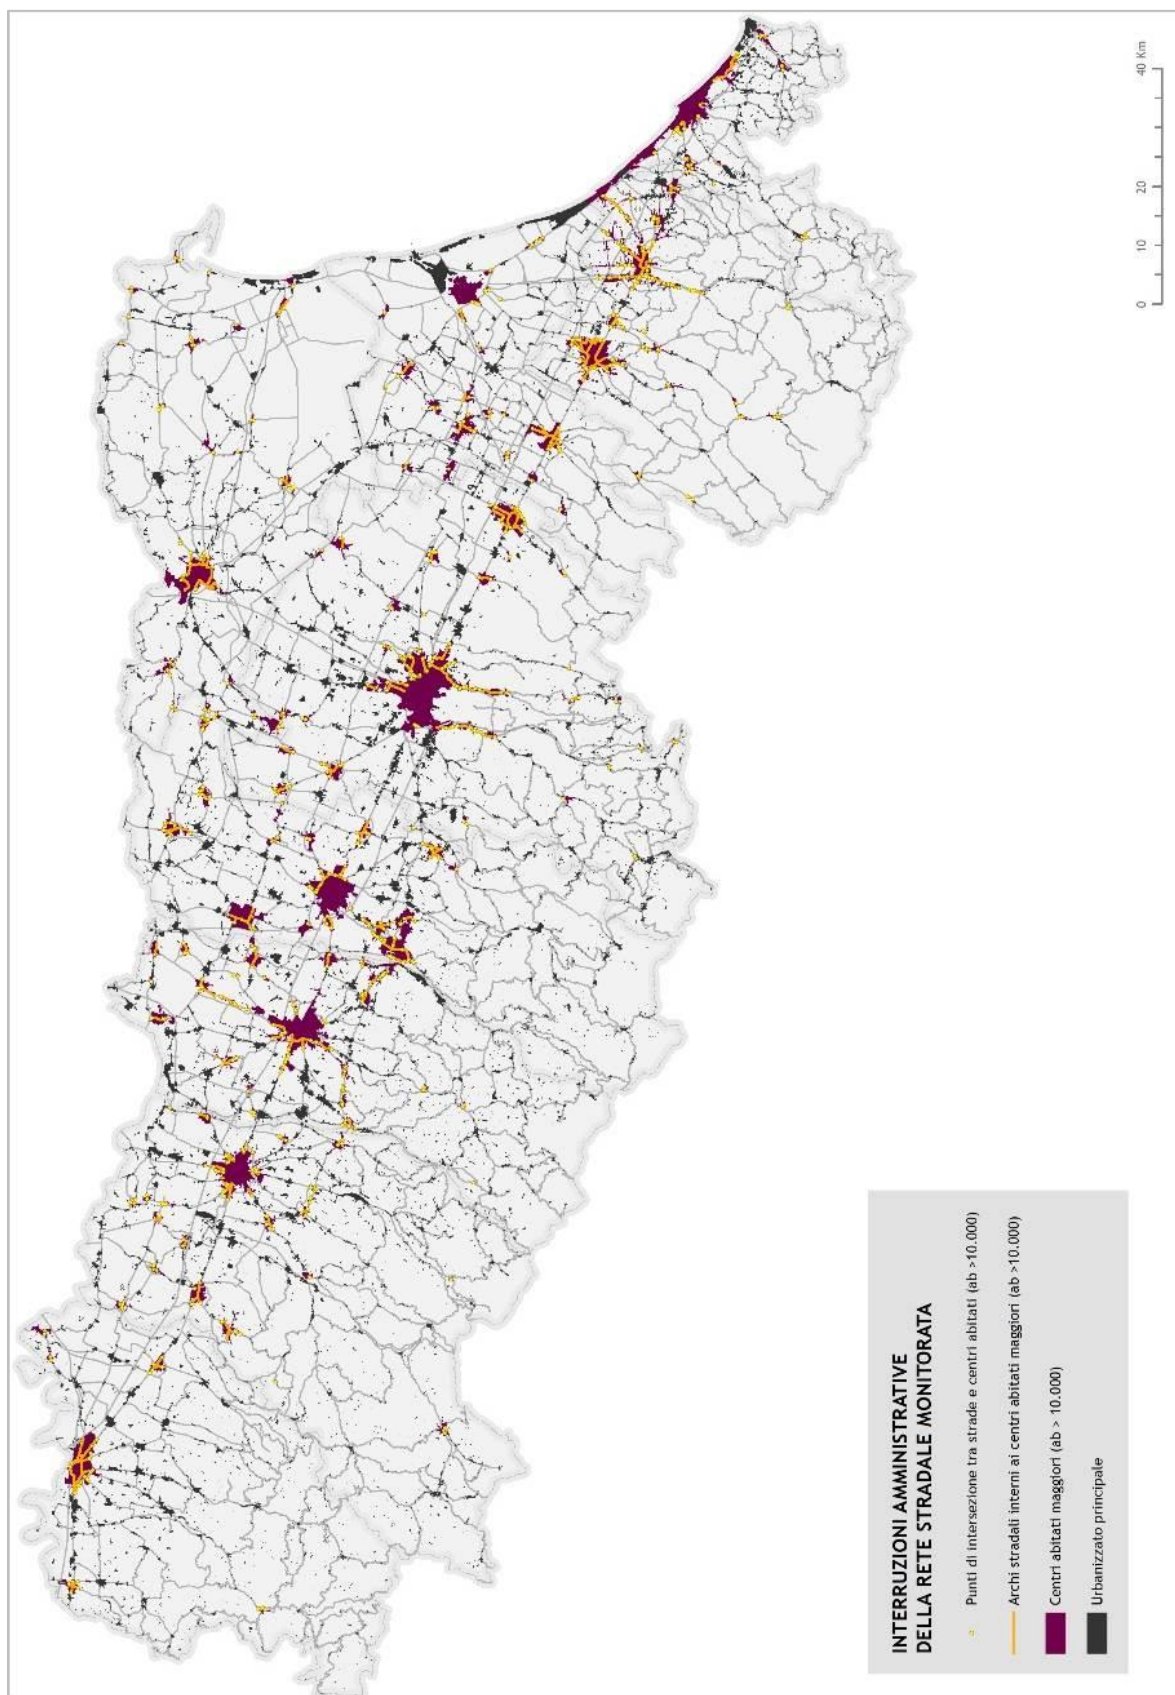 INTERRUZIONI AMMINISTRATIVE
DELLA RETE STRADALE MONITORATA
Punti di intersezione tra strade e centri abitati (ab >10.000)
Archi stradali interni ai centri abitati maggiori (ab >10.000)
Centri abitati maggiori (ab > 10.000)
Urbanizzato principale
0 10 20 40 Km